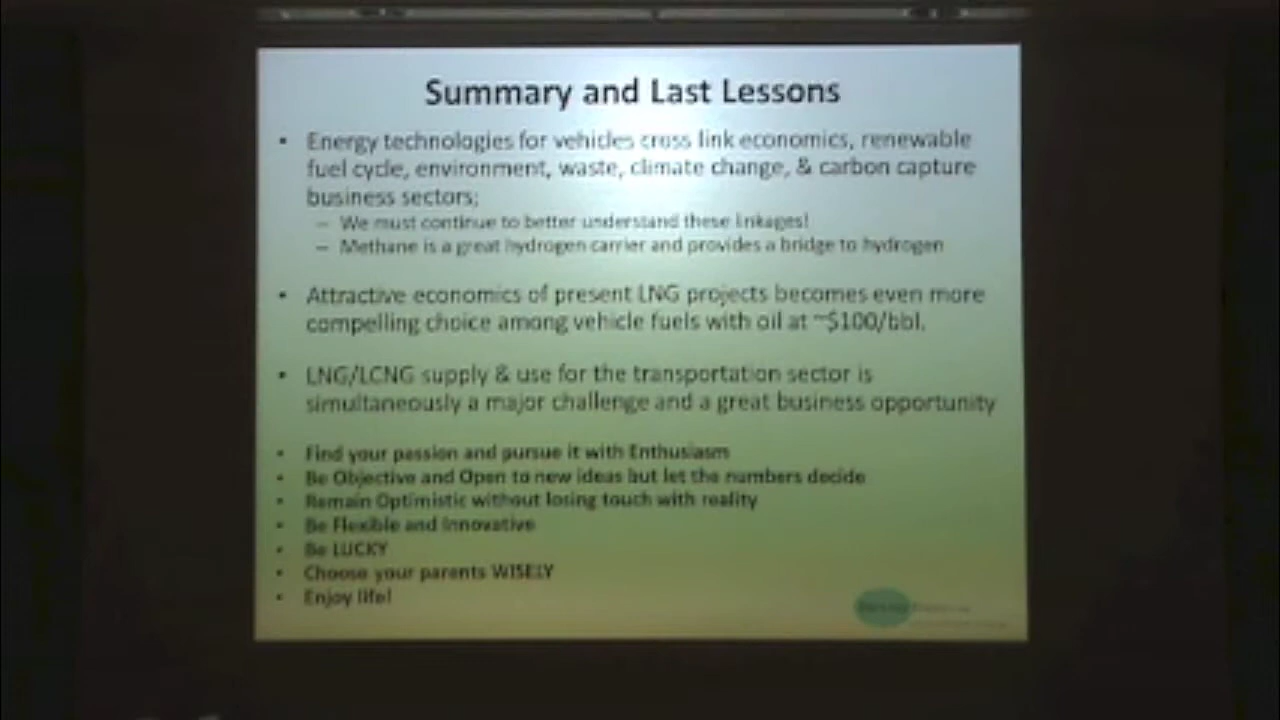 Summary and Last Lessons
• Energy technologies for vehicles cross link economics, renewable
fuel cycle, environment, waste, climate change, & carbon capture
business sectors;
– We must continue to better understand these linkages!
– Methane is a great hydrogen carrier and provides a bridge to hydrogen
• Attractive economics of present LNG projects becomes even more
compelling choice among vehicle fuels with oil at ~$100/bbl.
• LNG/LCNG supply & use for the transportation sector is
simultaneously a major challenge and a great business opportunity
• Find your passion and pursue it with Enthusiasm
• Be Objective and Open to new ideas but let the numbers decide
• Remain Optimistic without losing touch with reality
• Be Flexible and Innovative
• Be LUCKY
• Choose your parents WISELY
• Enjoy life!